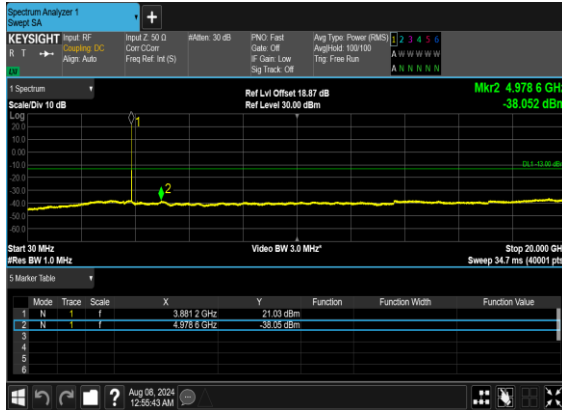 Spectrum Analyzer 1
Swept SA
+
KEYSIGHT Input: RF Input Z: 50 Ω #Atten: 30 dB PNO: Fast Avg Type: Power (RMS) 1 2 3 4 5 6
R T Coupling: DC Corr CCorr Gate: Off Avg|Hold: 100/100 A W W W W W
Align: Auto Freq Ref: Int (S) IF Gain: Low Trig: Free Run
Sig Track: Off A N N N N N
1 Spectrum
Ref Lvl Offset 18.87 dB Mkr2 4.978 6 GHz
Scale/Div 10 dB Ref Level 30.00 dBm -38.052 dBm
Log
1
20.0
10.0
0.00
-10.0
DL1 -13.00 dBm
-20.0
2
-30.0
-40.0
-50.0
-60.0
Start 30 MHz Video BW 3.0 MHz* Stop 20.000 GHz
#Res BW 1.0 MHz Sweep 34.7 ms (40001 pts)
5 Marker Table
Mode Trace Scale X Y Function Function Width Function Value
1 N 1 f 3.881 2 GHz 21.03 dBm
2 N 1 f 4.978 6 GHz -38.05 dBm
3
4
5
6
? Aug 08, 2024
12:55:43 AM